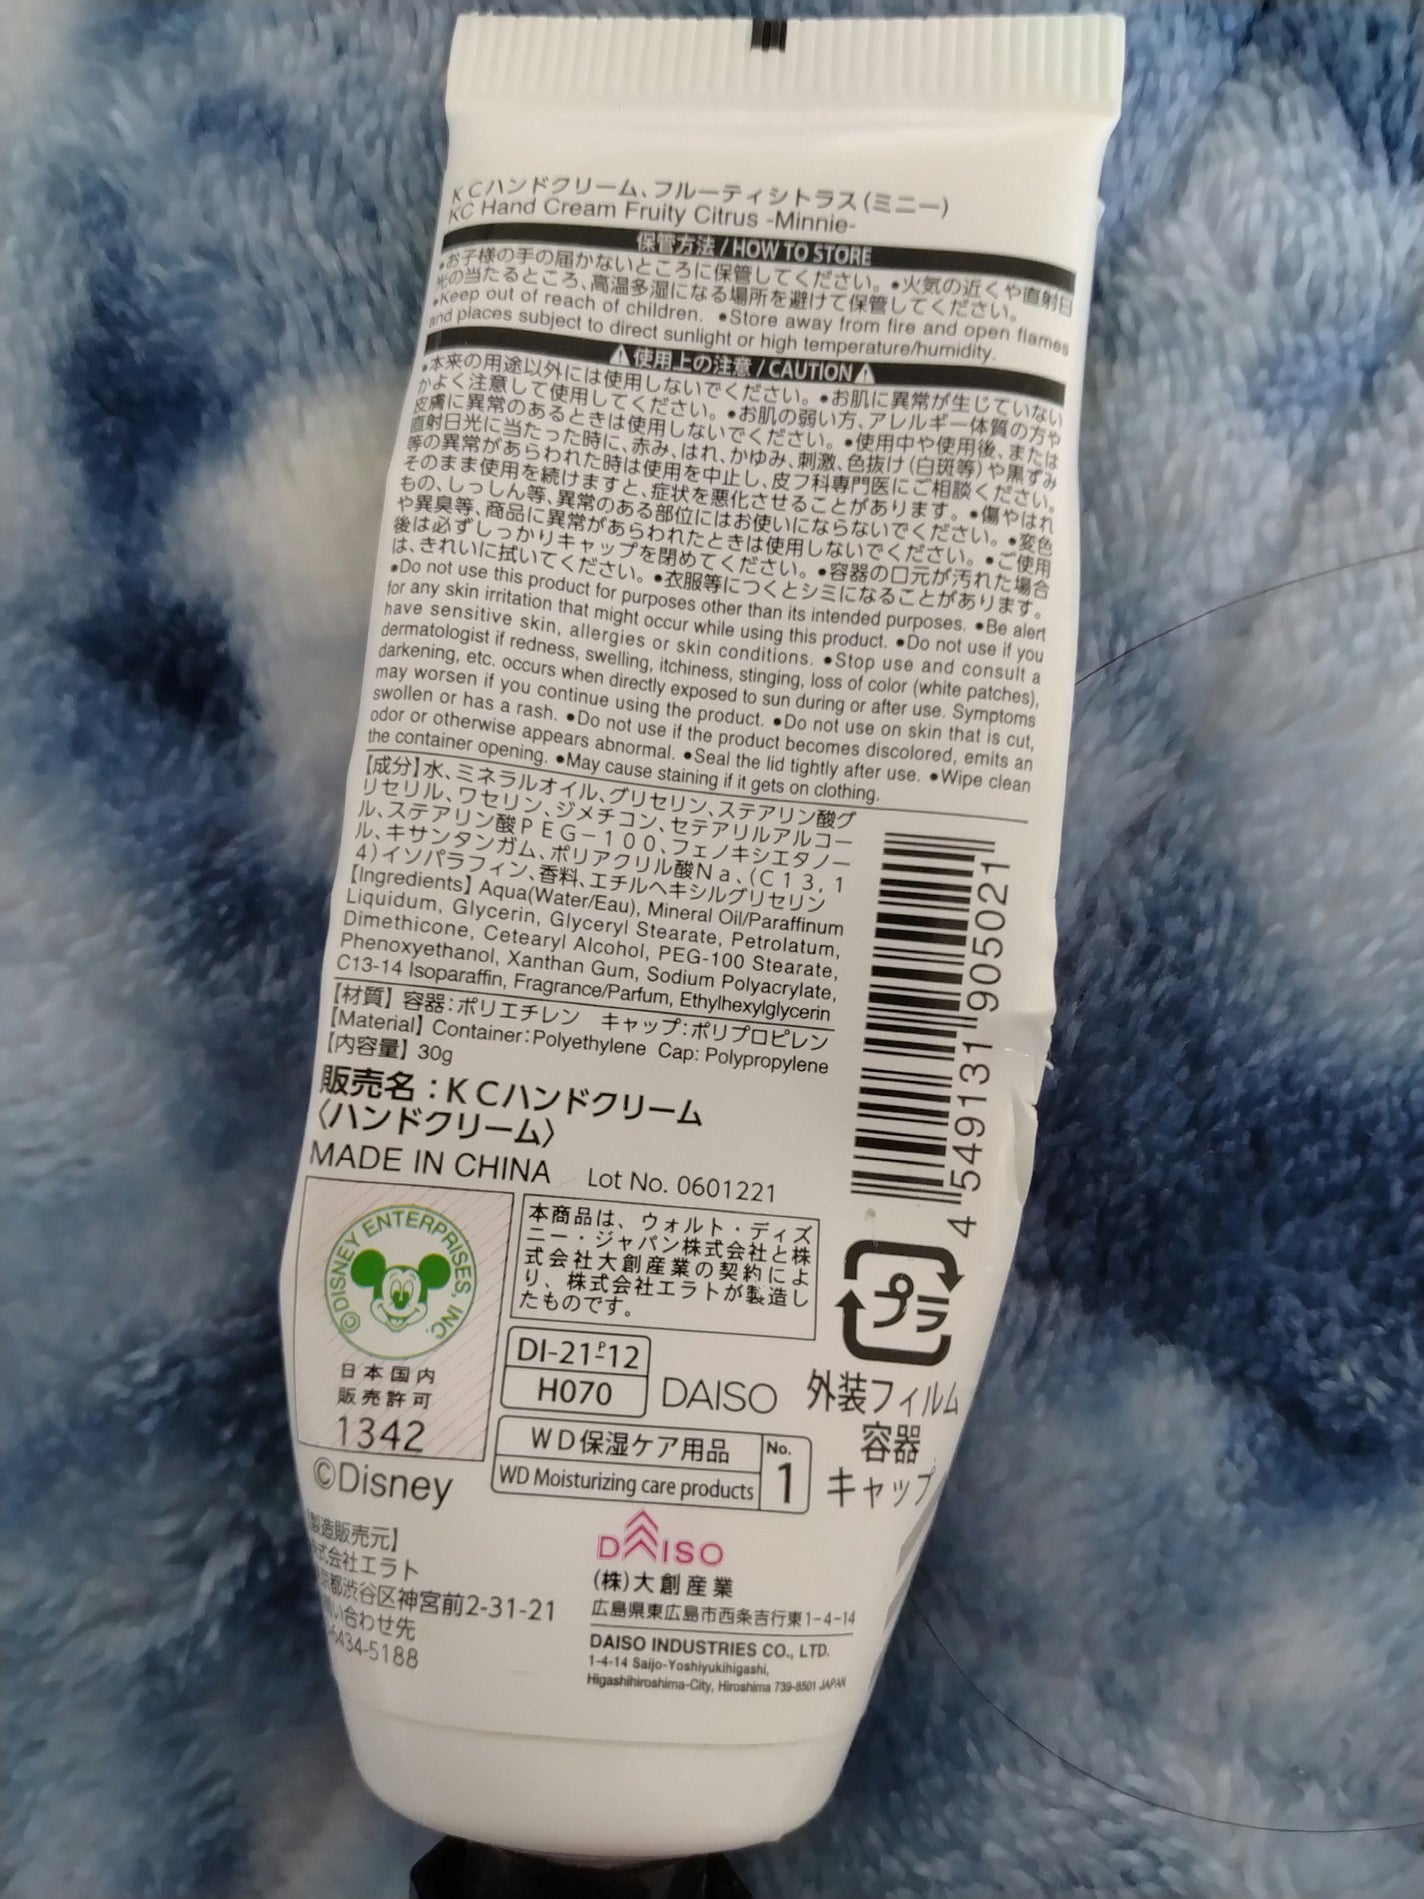 KCハンドクリーム、フルーティシトラス(ミニー)
KC Hand Cream Fruity Citrus -Minnie-
保管方法 / HOW TO STORE
•お子様の手の届かないところに保管してください。•火気の近くや直射日
光の当たるところ、高温多湿になる場所を避けて保管してください。
•Keep out of reach of children. •Store away from fire and open flames
and places subject to direct sunlight or high temperature/humidity.
⚠使用上の注意 / CAUTION⚠
•本来の用途以外には使用しないでください。•お肌に異常が生じていない
かよく注意して使用してください。•お肌の弱い方、アレルギー体質の方や
皮膚に異常のあるときは使用しないでください。•使用中や使用後、または
直射日光に当たった時に、赤み、はれ、かゆみ、刺激、色抜け(白斑等)や黒ずみ
等の異常があらわれた時は使用を中止し、皮フ科専門医にご相談ください。
そのまま使用を続けますと、症状を悪化させることがあります。•傷やはれ
もの、しっしん等、異常のある部位にはお使いにならないでください。•変色
や異臭等、商品に異常があらわれたときは使用しないでください。•ご使用
後は必ずしっかりキャップを閉めてください。•容器の口元が汚れた場合
は、きれいに拭いてください。•衣服等につくとシミになることがあります。
•Do not use this product for purposes other than its intended purposes. •Be alert
for any skin irritation that might occur while using this product. •Do not use if you
have sensitive skin, allergies or skin conditions. •Stop use and consult a
dermatologist if redness, swelling, itchiness, stinging, loss of color (white patches),
darkening, etc. occurs when directly exposed to sun during or after use. Symptoms
may worsen if you continue using the product. •Do not use on skin that is cut,
swollen or has a rash. •Do not use if the product becomes discolored, emits an
odor or otherwise appears abnormal. •Seal the lid tightly after use. •Wipe clean
the container opening. •May cause staining if it gets on clothing.
【成分】水、ミネラルオイル、グリセリン、ステアリン酸グ
リセリル、ワセリン、ジメチコン、セテアリルアルコー
ル、ステアリン酸PEG－100、フェノキシエタノー
ル、キサンタンガム、ポリアクリル酸Na、(C13,1
4)イソパラフィン、香料、エチルヘキシルグリセリン
【Ingredients】Aqua(Water/Eau), Mineral Oil/Paraffinum
Liquidum, Glycerin, Glyceryl Stearate, Petrolatum,
Dimethicone, Cetearyl Alcohol, PEG-100 Stearate,
Phenoxyethanol, Xanthan Gum, Sodium Polyacrylate,
C13-14 Isoparaffin, Fragrance/Parfum, Ethylhexylglycerin
【材質】容器:ポリエチレン キャップ:ポリプロピレン
【Material】Container:Polyethylene Cap: Polypropylene
【内容量】30g
販売名:KCハンドクリーム
〈ハンドクリーム〉
MADE IN CHINA Lot No. 0601221
4 549131 905021
©DISNEY ENTERPRISES, INC.
日本国内
販売許可
1342
©Disney
本商品は、ウォルト・ディズ
ニー・ジャパン株式会社と株
式会社大創産業の契約によ
り、株式会社エラトが製造し
たものです。
DI-21-P-12
H070
DAISO
プラ
外装フィルム
容器
キャップ
WD保湿ケア用品
WD Moisturizing care products
No.
1
製造販売元】
式会社エラト
京都渋谷区神宮前2-31-21
問い合わせ先
-6434-5188
DAISO
(株)大創産業
広島県東広島市西条吉行東1-4-14
DAISO INDUSTRIES CO., LTD.
1-4-14 Saijo-Yoshiyukihigashi,
Higashihiroshima-City, Hiroshima 739-8501 JAPAN